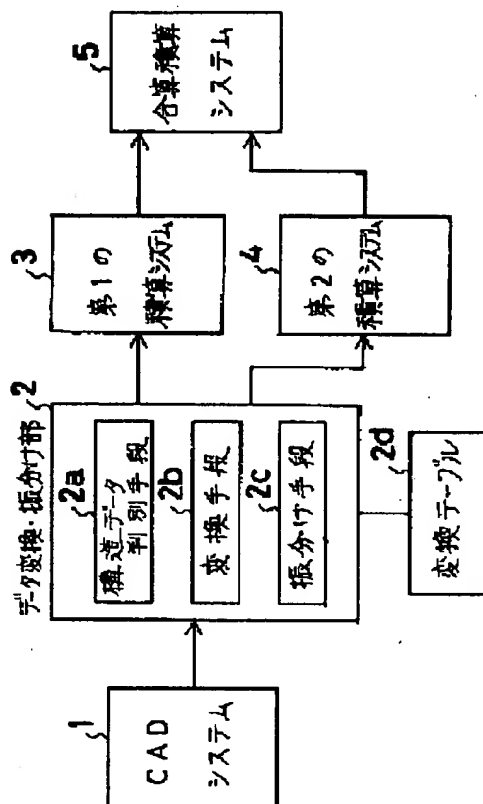 1
CAD
システム
データ変換・振分け部
2
2a
構造データ
判別手段
2b
変換手段
2c
振分け手段
2d
変換テーブル
3
第1の
積算システム
4
第2の
積算システム
5
合算積算
システム